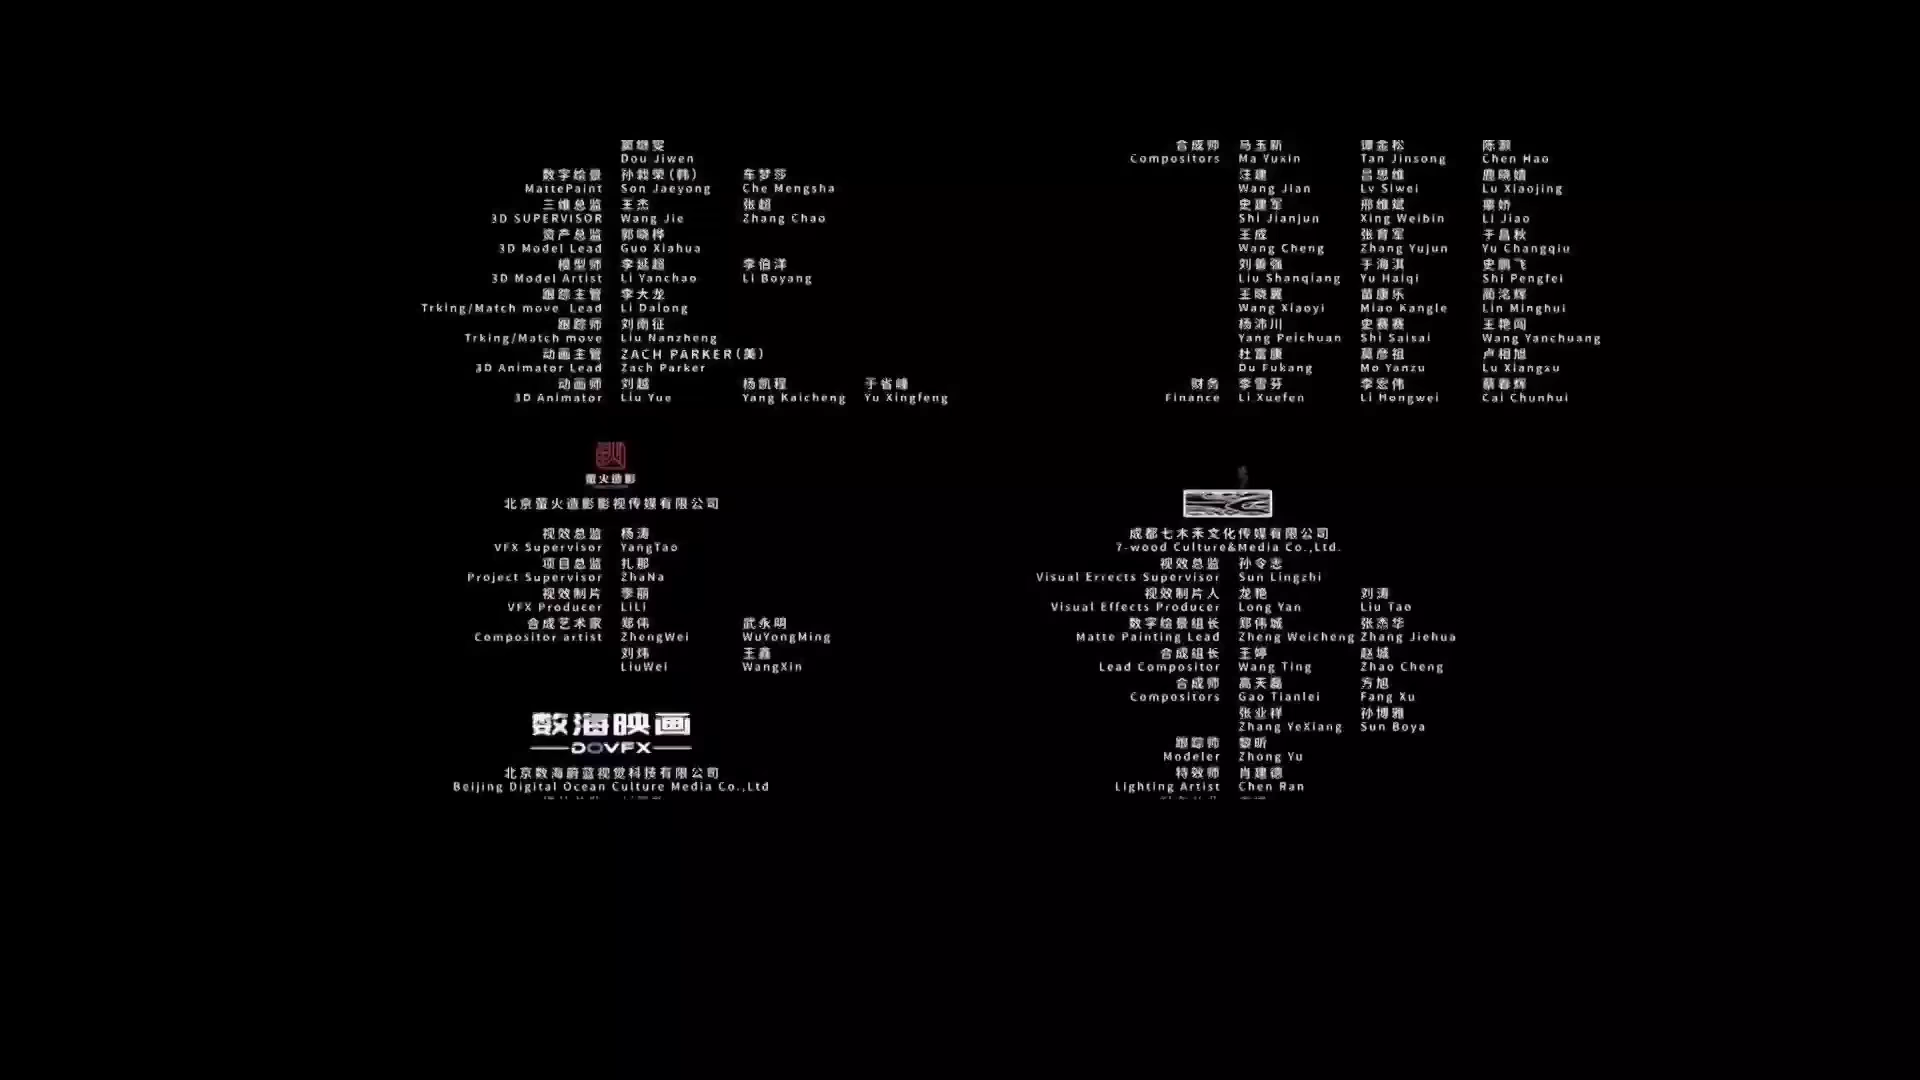 窦继雯
Dou Jiwen
数字绘景 孙载荣(韩) 车梦莎
MattePaint Son Jaeyong Che Mengsha
三维总监 王杰 张超
3D SUPERVISOR Wang Jie Zhang Chao
资产总监 郭晓桦
3D Model Lead Guo Xiahua
模型师 李延超 李伯洋
3D Model Artist Li Yanchao Li Boyang
跟踪主管 李大龙
Trking/Match move Lead Li Dalong
跟踪师 刘南征
Trking/Match move Liu Nanzheng
动画主管 ZACH PARKER(美)
3D Animator Lead Zach Parker
动画师 刘越 杨凯程 于省峰
3D Animator Liu Yue Yang Kaicheng Yu Xingfeng
萤火造影
北京萤火造影影视传媒有限公司
视效总监 杨涛
VFX Supervisor YangTao
项目总监 扎那
Project Supervisor ZhaNa
视效制片 李丽
VFX Producer LiLi
合成艺术家 郑伟 武永明
Compositor artist ZhengWei WuYongMing
刘炜 王鑫
LiuWei WangXin
数海映画
DOVFX
北京数海蔚蓝视觉科技有限公司
Beijing Digital Ocean Culture Media Co.,Ltd
合成师 马玉新 谭金松 陈灏
Compositors Ma Yuxin Tan Jinsong Chen Hao
汪建 吕思维 鹿晓婧
Wang Jian Lv Siwei Lu Xiaojing
史建军 邢维斌 娇
Shi Jianjun Xing Weibin Li Jiao
王成 张育军 于昌秋
Wang Cheng Zhang Yujun Yu Changqiu
刘善强 于海淇 史鹏飞
Liu Shanqiang Yu Haiqi Shi Pengfei
王晓翼 苗康乐 蔺洺辉
Wang Xiaoyi Miao Kangle Lin Minghui
杨沛川 史赛赛 王艳闯
Yang Peichuan Shi Saisai Wang Yanchuang
杜富康 莫彦祖 卢相旭
Du Fukang Mo Yanzu Lu Xiangxu
财务 李雪芬 李宏伟 蔡春辉
Finance Li Xuefen Li Hongwei Cai Chunhui
成都七木禾文化传媒有限公司
7-wood Culture&Media Co.,Ltd.
视效总监 孙令志
Visual Errects Supervisor Sun Lingzhi
视效制片人 龙艳 刘涛
Visual Effects Producer Long Yan Liu Tao
数字绘景组长 郑伟城 张杰华
Matte Painting Lead Zheng Weicheng Zhang Jiehua
合成组长 王婷 赵城
Lead Compositor Wang Ting Zhao Cheng
合成师 高天磊 方旭
Compositors Gao Tianlei Fang Xu
张业祥 孙博雅
Zhang YeXiang Sun Boya
跟踪师 黎昕
Modeler Zhong Yu
特效师 肖建德
Lighting Artist Chen Ran